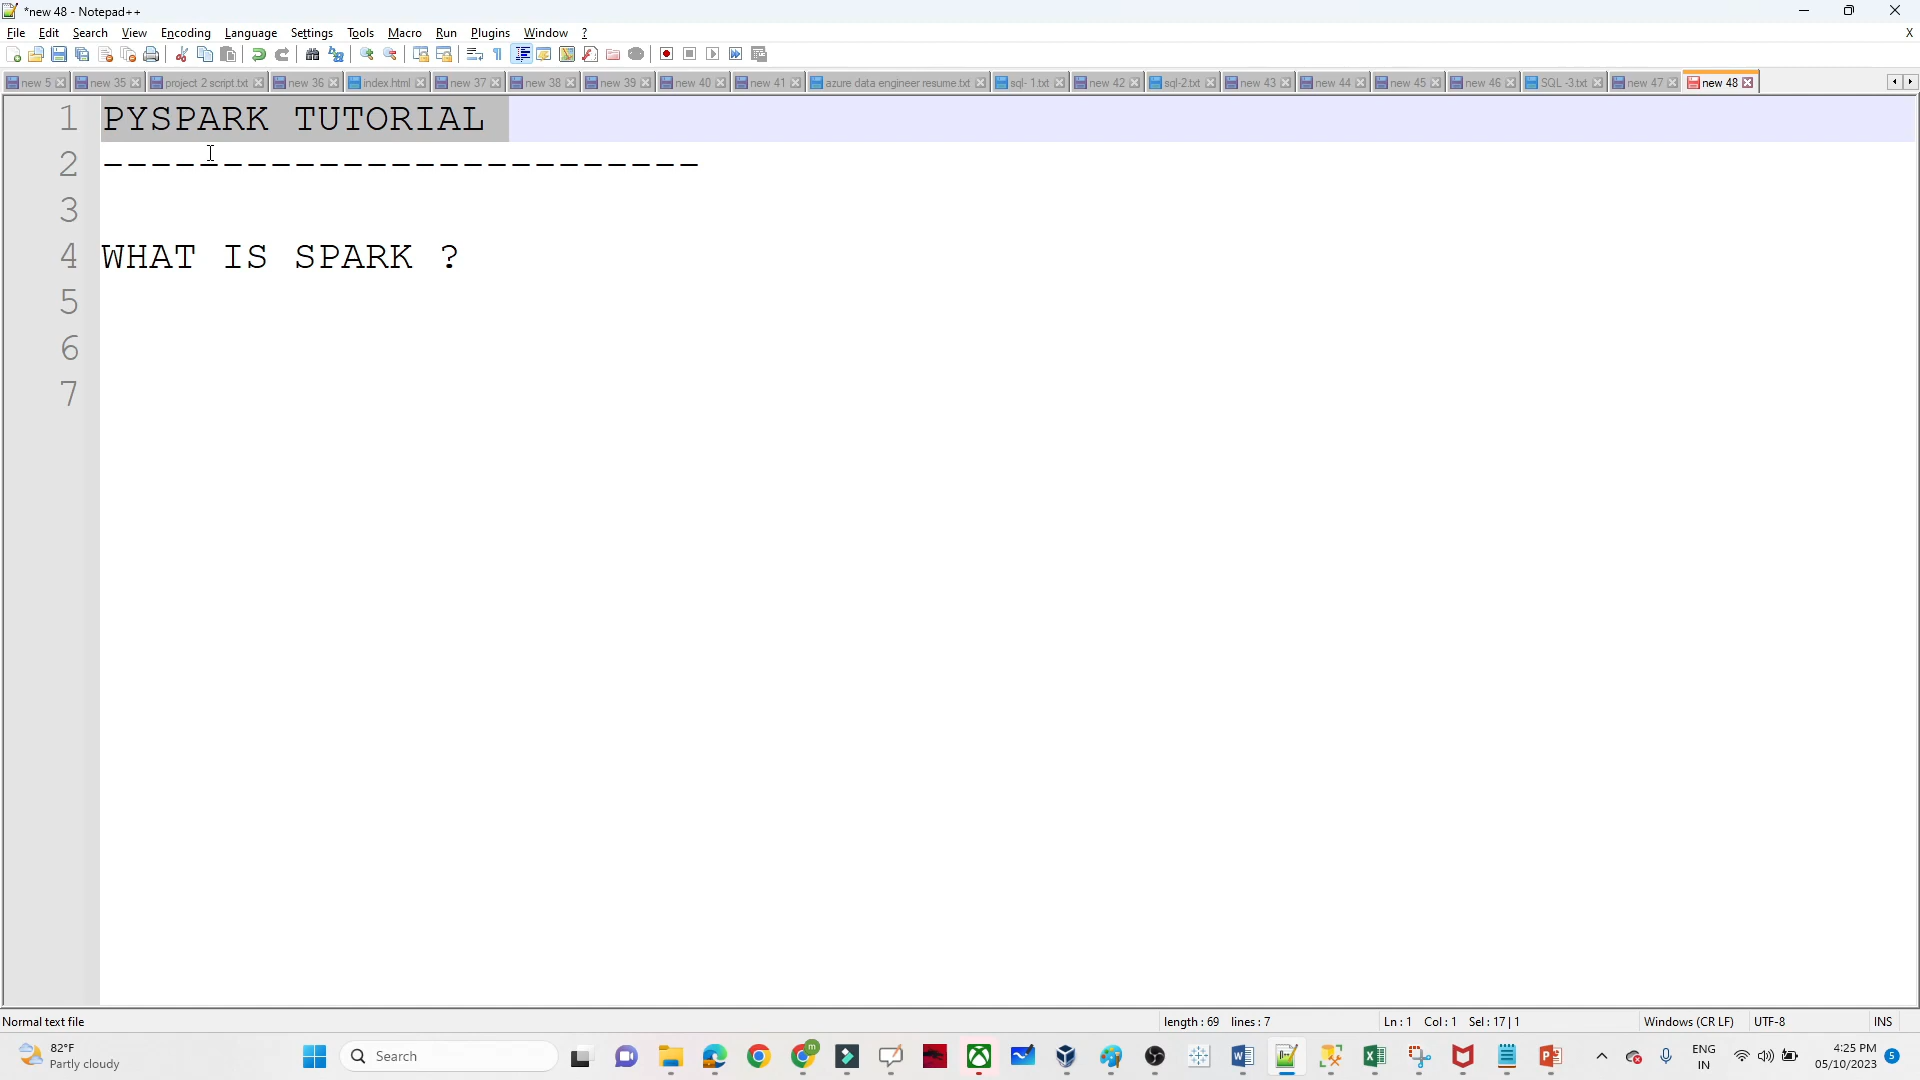 *new 48 - Notepad++
File Edit Search View Encoding Language Settings Tools Macro Run Plugins Window ? X
new 5 new 35 project 2 script.txt new 36 index.html new 37 new 38 new 39 new 40 new 41 azure data engineer resume.txt sql- 1.txt new 42 sql-2.txt new 43 new 44 new 45 new 46 SQL -3.txt new 47 new 48
1 PYSPARK TUTORIAL
2 -------------------------
3
4 WHAT IS SPARK ?
5
6
7
Normal text file length : 69 lines : 7 Ln : 1 Col : 1 Sel : 17 | 1 Windows (CR LF) UTF-8 INS
82°F
Partly cloudy
Search
m
ENG
IN
4:25 PM
05/10/2023
5